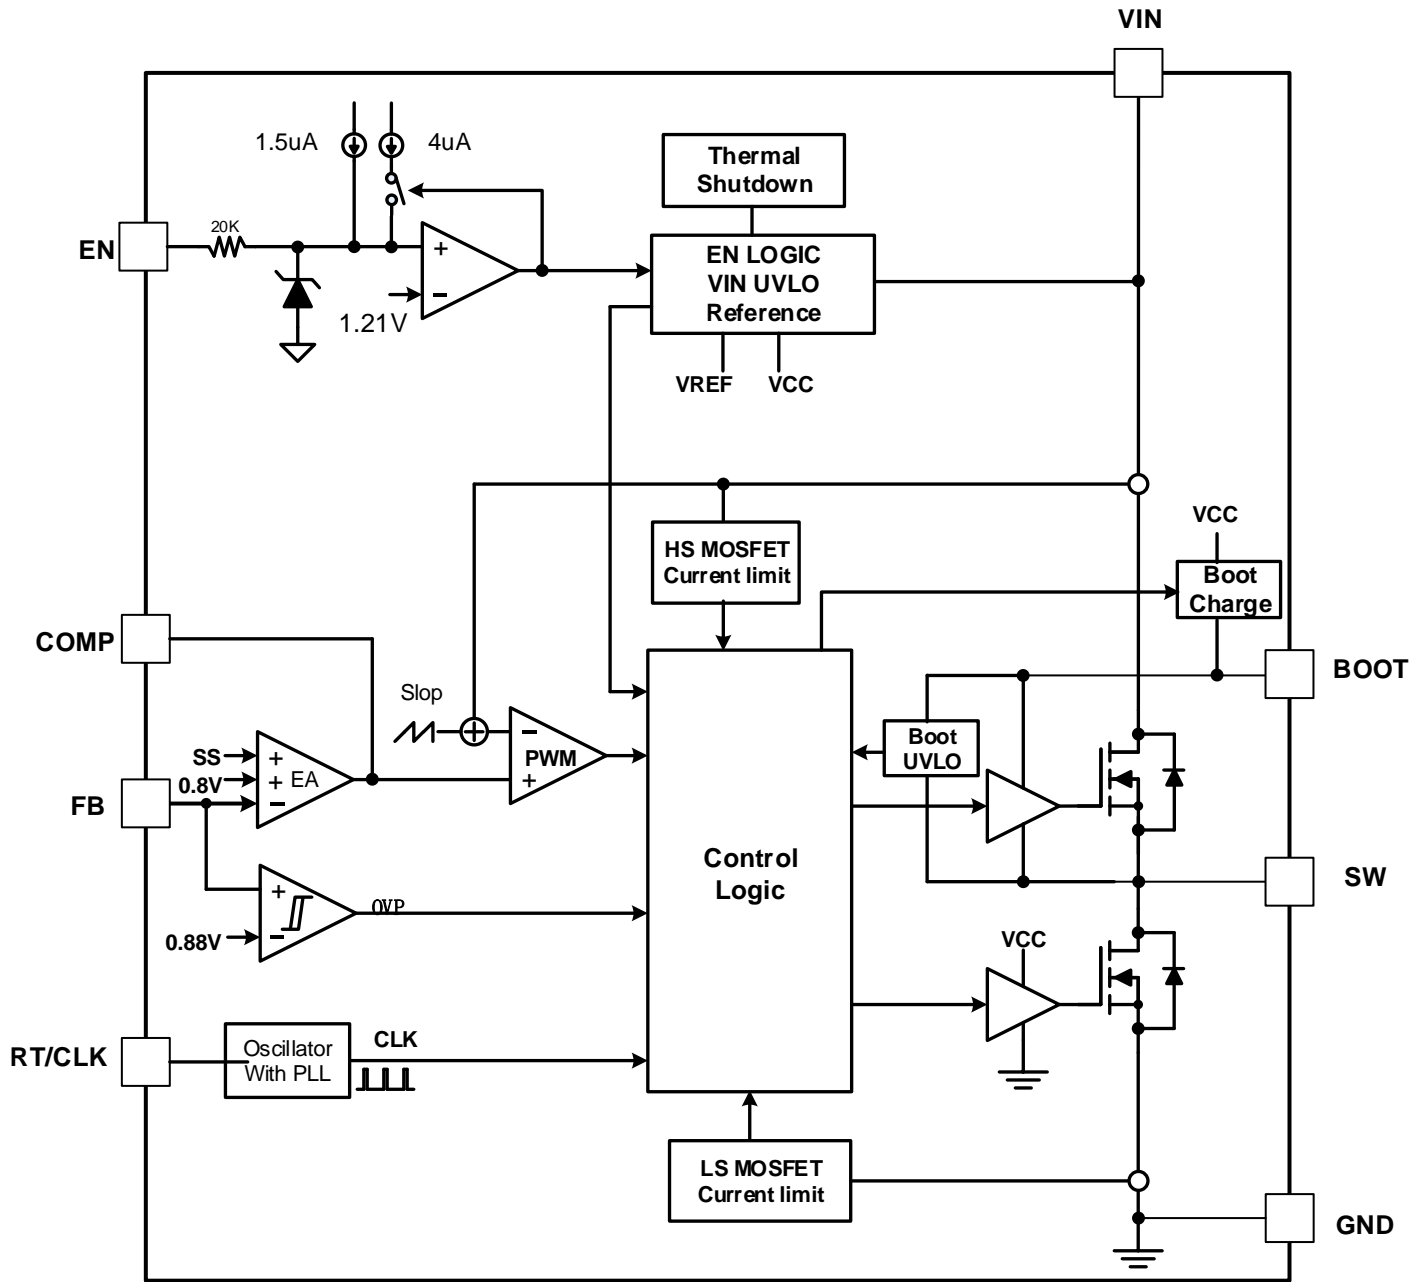 VIN
1.5uA
4uA
Thermal
Shutdown
20K
EN
+
−
1.21V
EN LOGIC
VIN UVLO
Reference
VREF
VCC
HS MOSFET
Current limit
VCC
Boot
Charge
COMP
BOOT
Slop
+
−
PWM
+
Boot
UVLO
SS
0.8V
+
+
EA
−
FB
Control
Logic
SW
+
−
OVP
0.88V
VCC
RT/CLK
Oscillator
With PLL
CLK
LS MOSFET
Current limit
GND